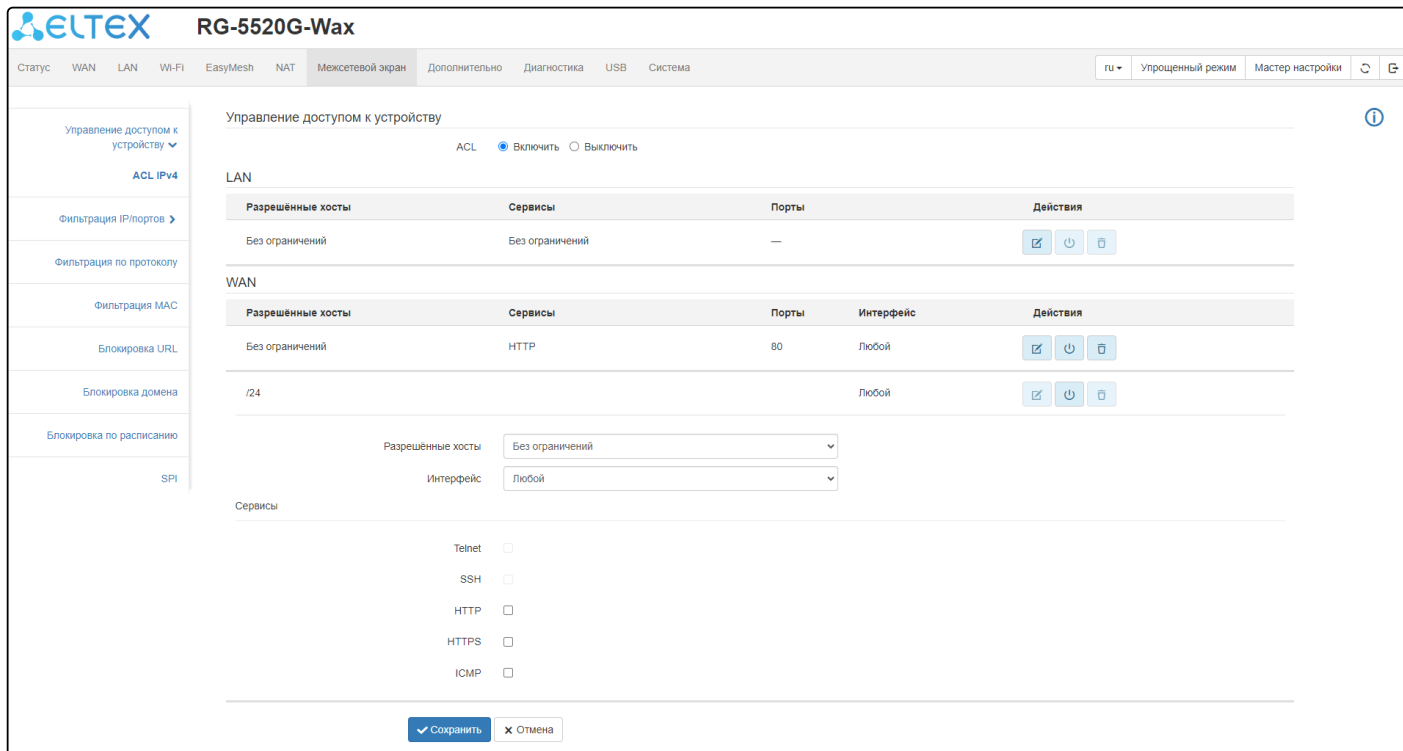 ELTEX RG-5520G-Wax
Статус WAN LAN Wi-Fi EasyMesh NAT Межсетевой экран Дополнительно Диагностика USB Система ru Упрощенный режим Мастер настройки
Управление доступом к
устройству
ACL IPv4
Фильтрация IP/портов
Фильтрация по протоколу
Фильтрация MAC
Блокировка URL
Блокировка домена
Блокировка по расписанию
SPI
Управление доступом к устройству
ACL Включить Выключить
LAN
Разрешённые хосты Сервисы Порты Действия
Без ограничений Без ограничений —
WAN
Разрешённые хосты Сервисы Порты Интерфейс Действия
Без ограничений HTTP 80 Любой
/24 Любой
Разрешённые хосты Без ограничений
Интерфейс Любой
Сервисы
Telnet
SSH
HTTP
HTTPS
ICMP
Сохранить Отмена